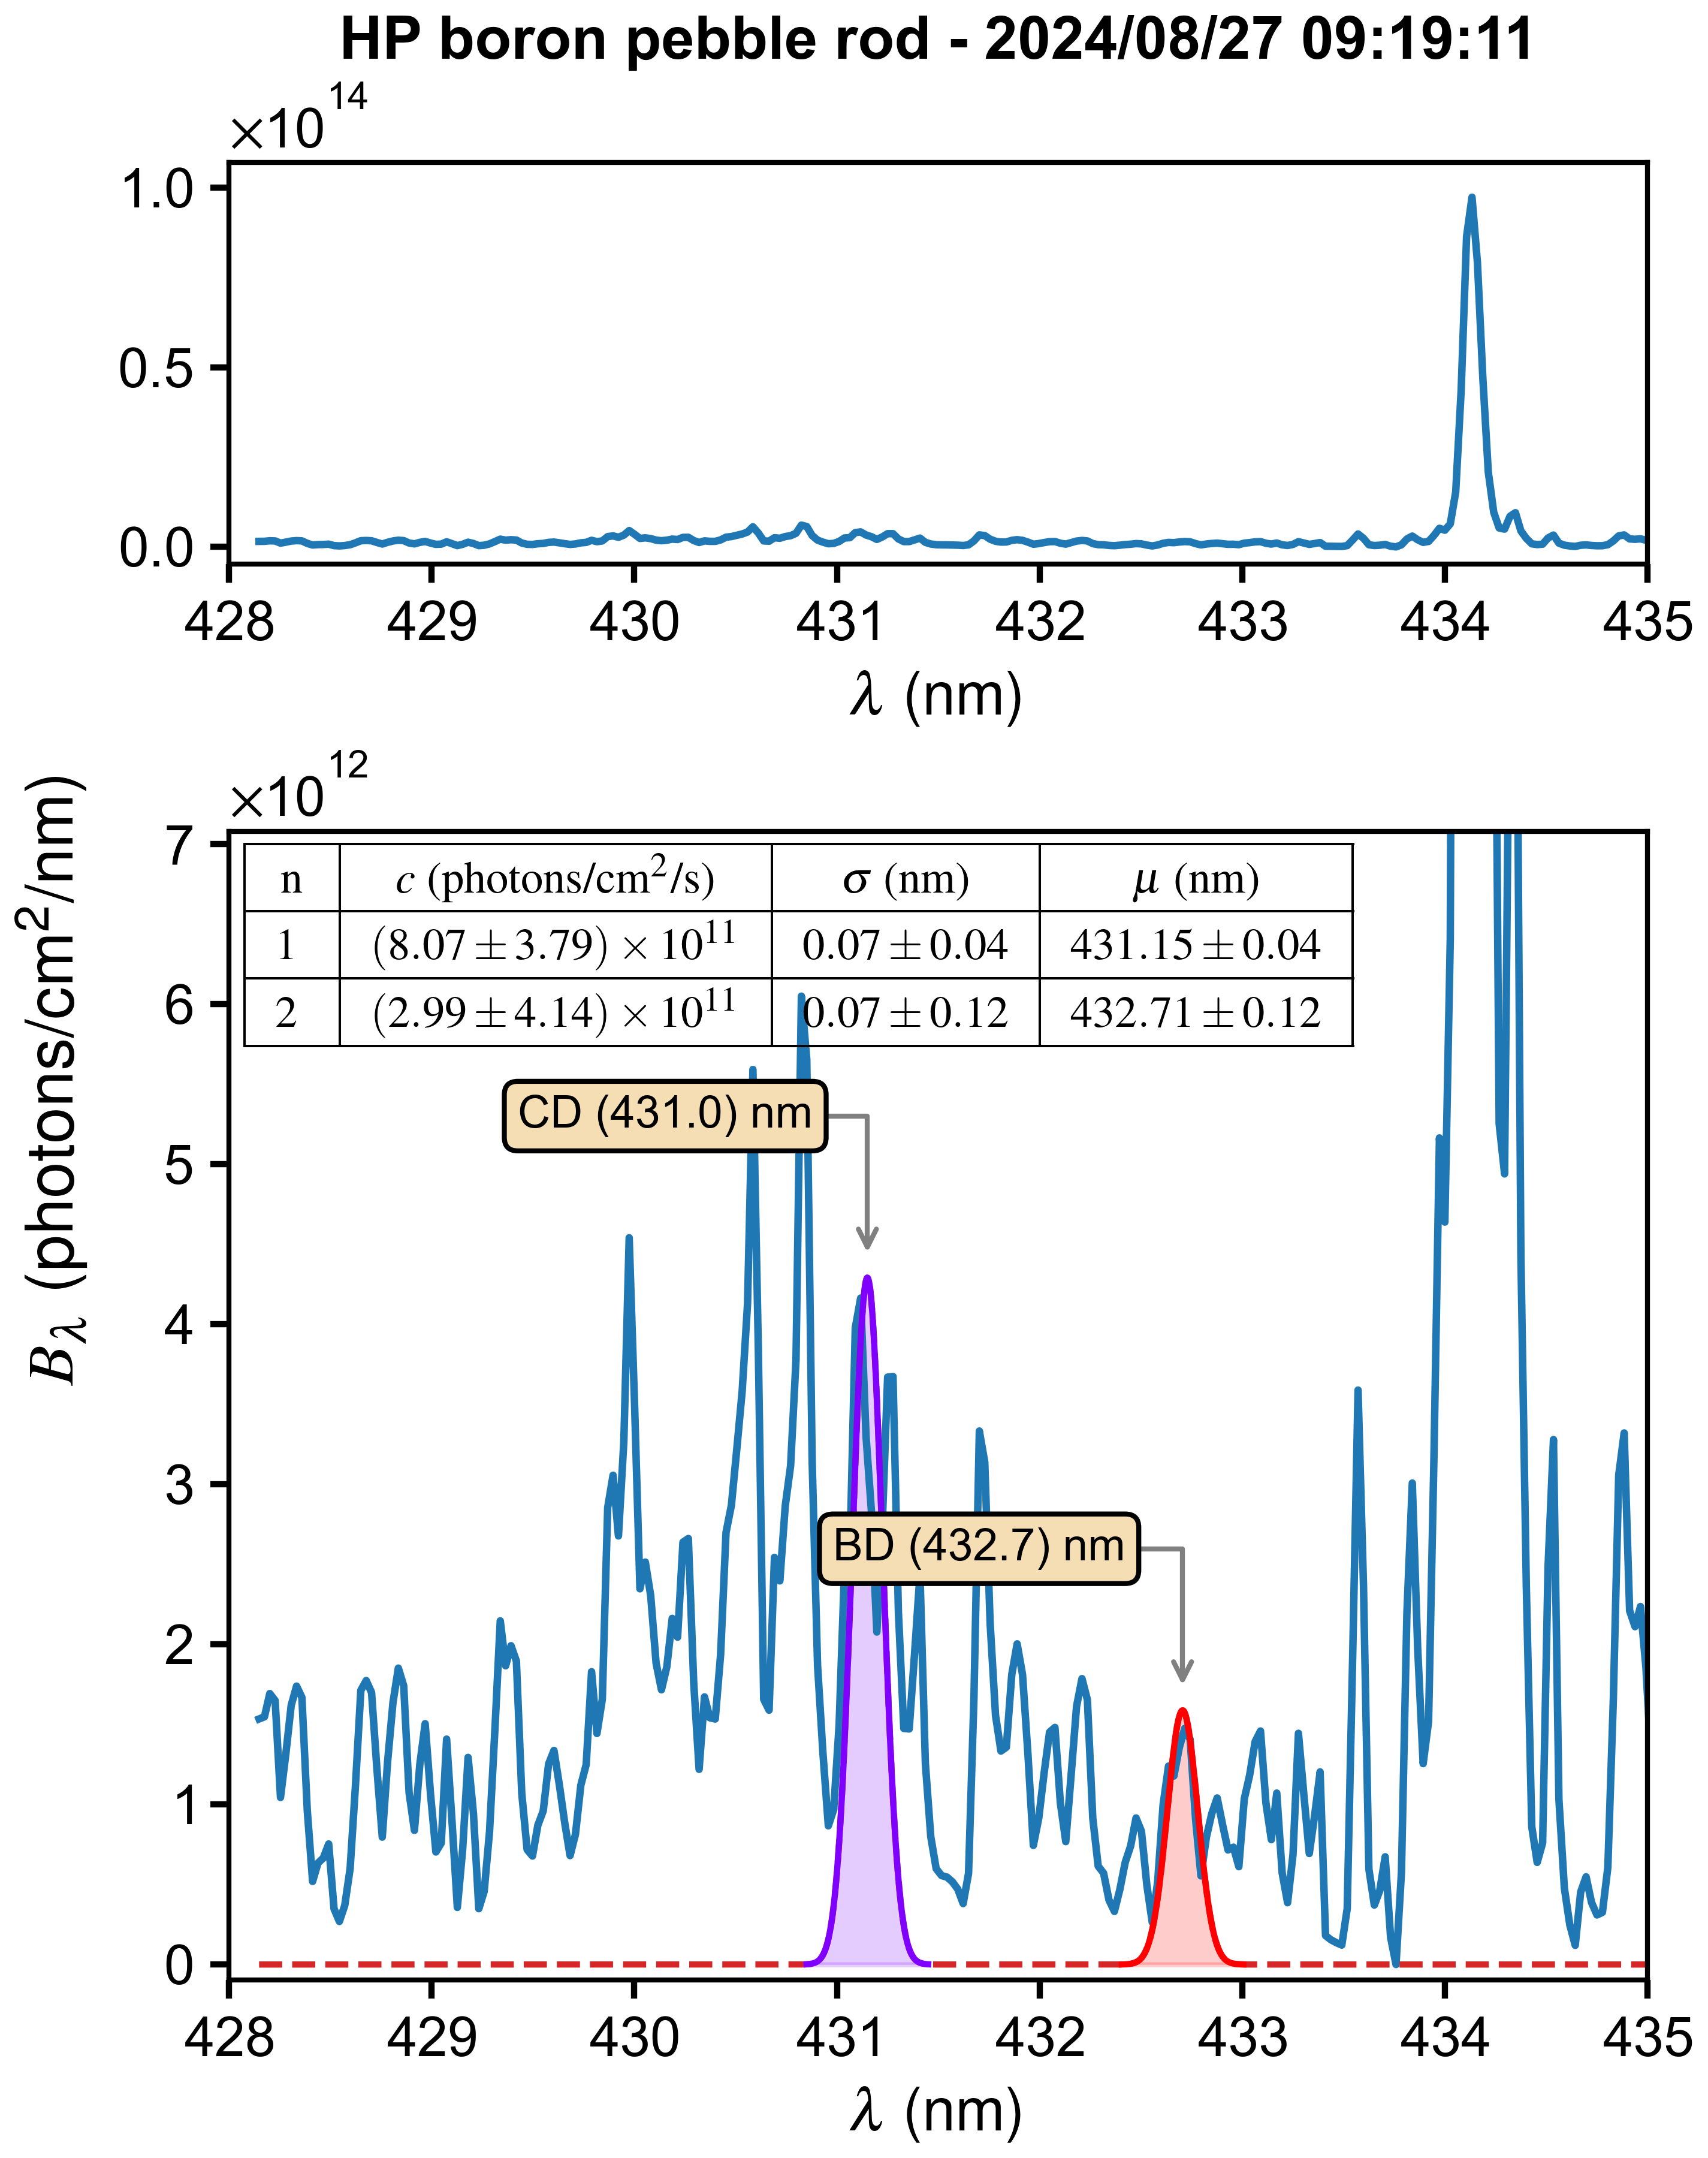 HP boron pebble rod - 2024/08/27 09:19:11
×10^14
1.0
0.5
0.0
428 429 430 431 432 433 434 435
λ (nm)
×10^12
B_λ (photons/cm²/nm)
7
6
5
4
3
2
1
0
n c (photons/cm²/s) σ (nm) μ (nm)
1 (8.07 ± 3.79) × 10^11 0.07 ± 0.04 431.15 ± 0.04
2 (2.99 ± 4.14) × 10^11 0.07 ± 0.12 432.71 ± 0.12
CD (431.0) nm
BD (432.7) nm
428 429 430 431 432 433 434 435
λ (nm)